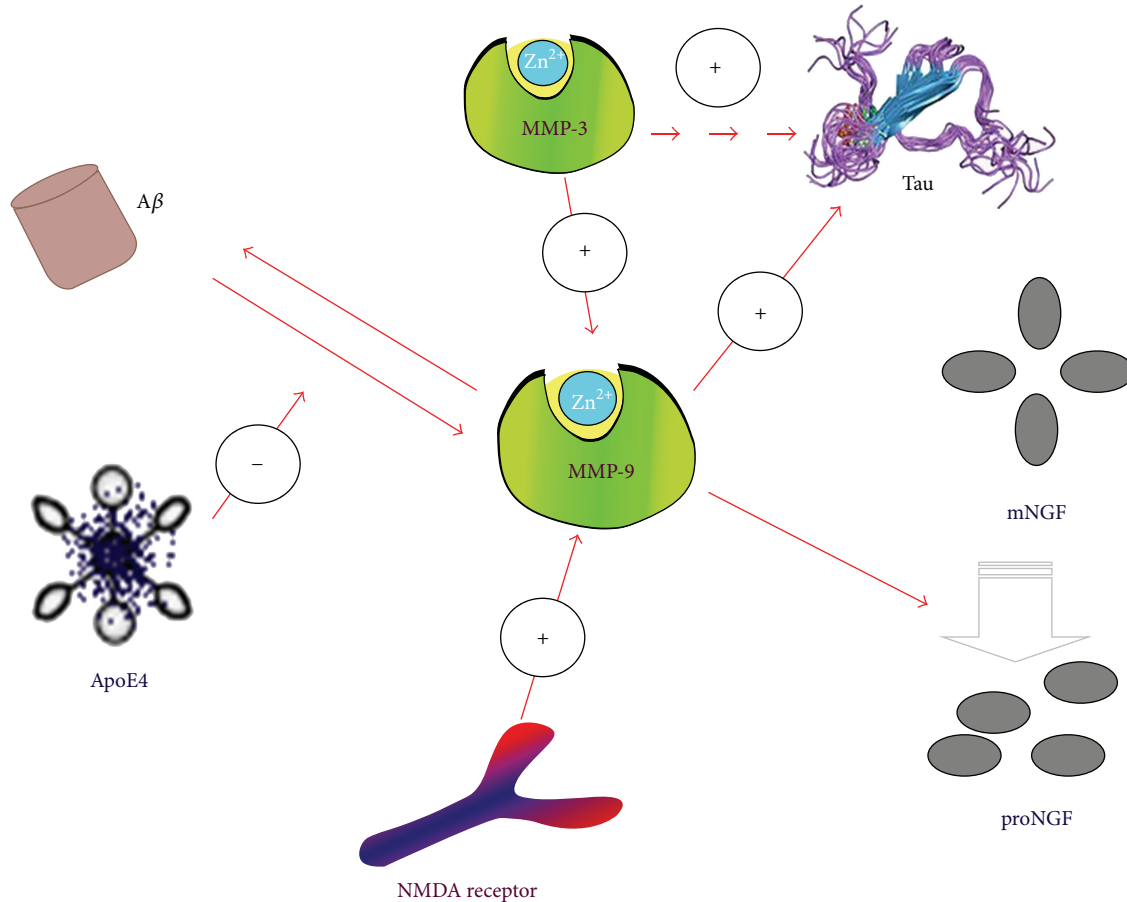 Zn²⁺
+
MMP-3
Tau
Aβ
+
+
Zn²⁺
MMP-9
−
mNGF
+
ApoE4
proNGF
NMDA receptor